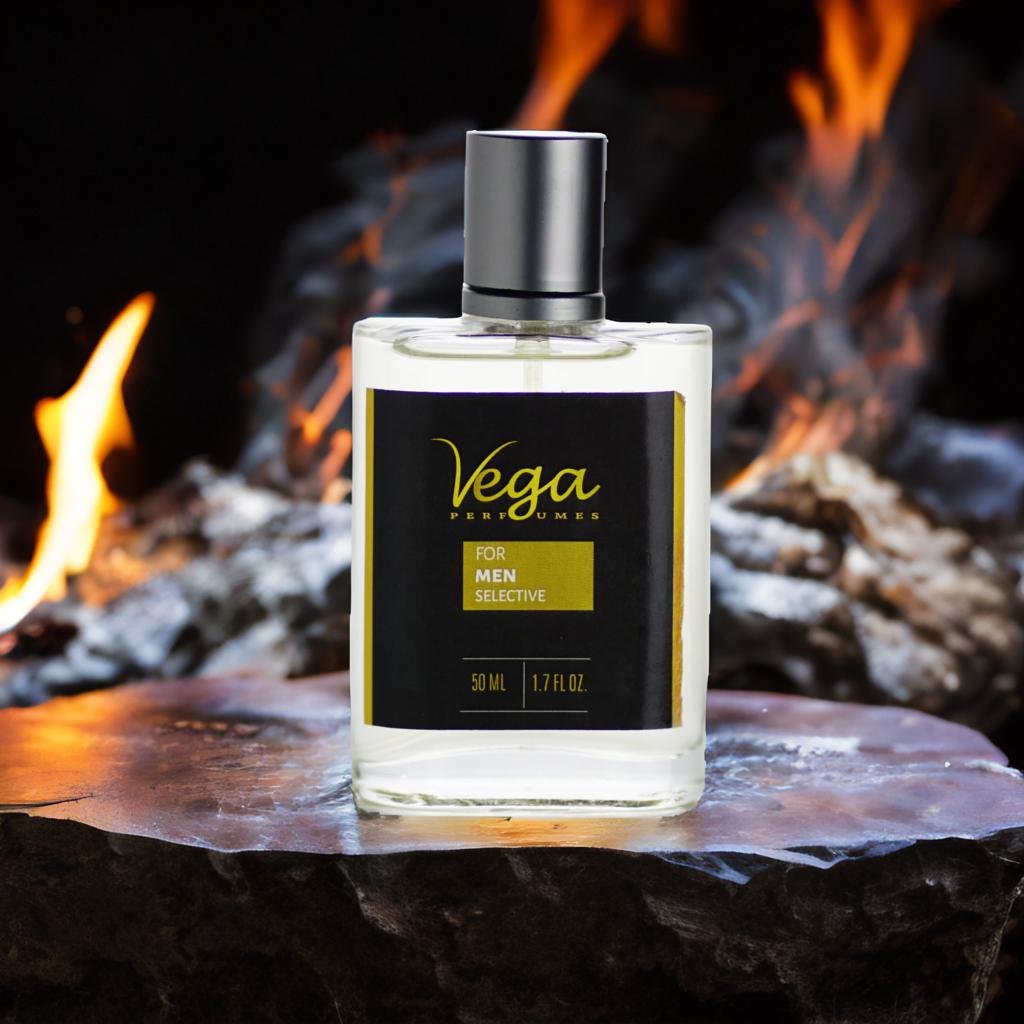 Vega
PERFUMES
FOR
MEN
SELECTIVE
50 ML | 1.7 FL OZ.